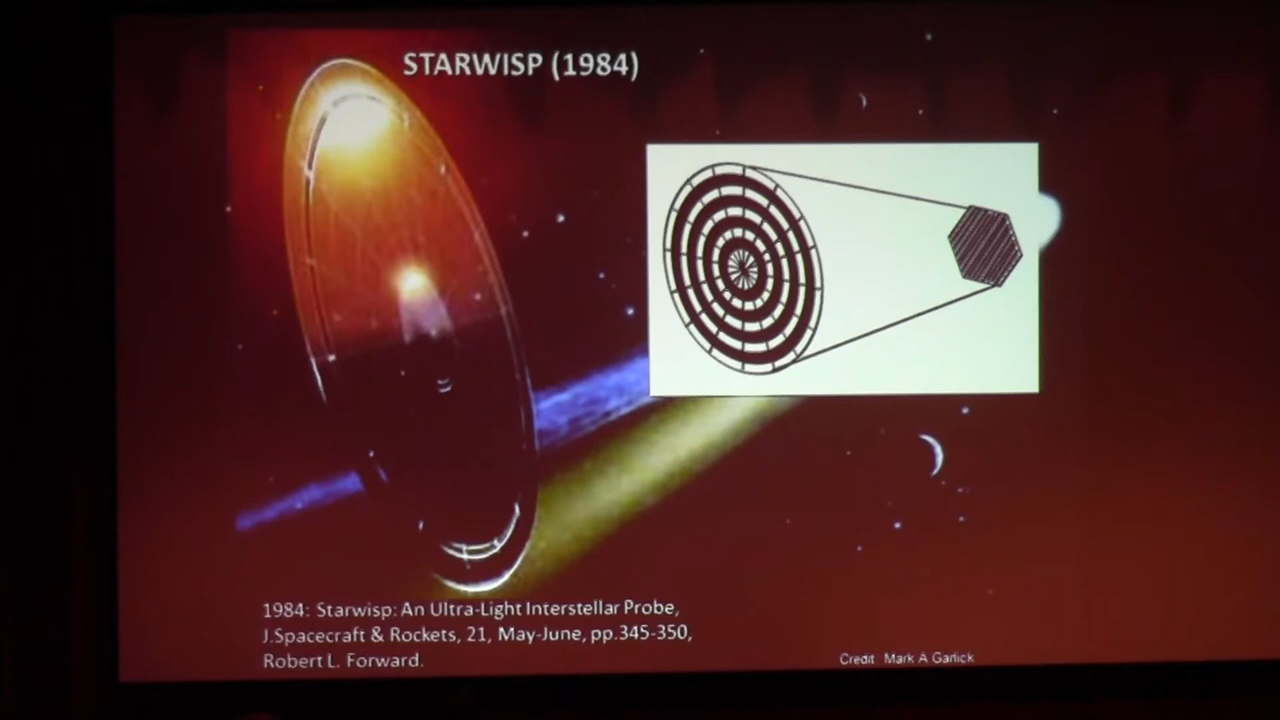 STARWISP (1984)
1984: Starwisp: An Ultra-Light Interstellar Probe,
J.Spacecraft & Rockets, 21, May-June, pp.345-350,
Robert L. Forward.
Credit Mark A Garlick